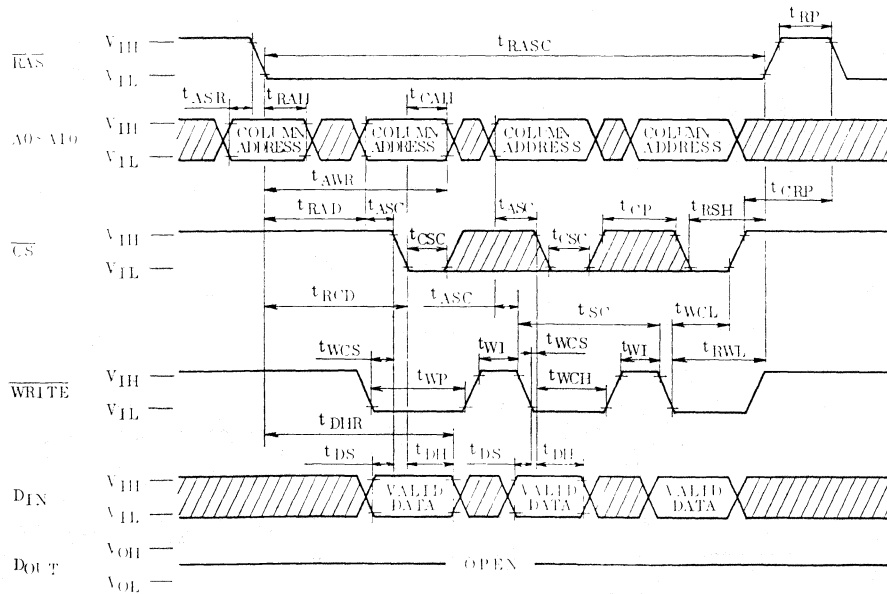 tRP
RAS VIH tRASC
VIL
tASR tRAH tCAH
A0~A10 VIH COLUMN ADDRESS COLUMN ADDRESS COLUMN ADDRESS COLUMN ADDRESS
VIL
tAWR tCRP
tRAD tASC tASC tCP tRSH
CS VIH tCSC tCSC
VIL
tRCD tASC tSC tWCL
tWCS tWI tWCS tWI tRWL
WRITE VIH tWP tWCH
VIL
tDHR
tDS tDH tDS tDH
DIN VIH VALID DATA VALID DATA VALID DATA
VIL
DOUT VOH OPEN
VOL